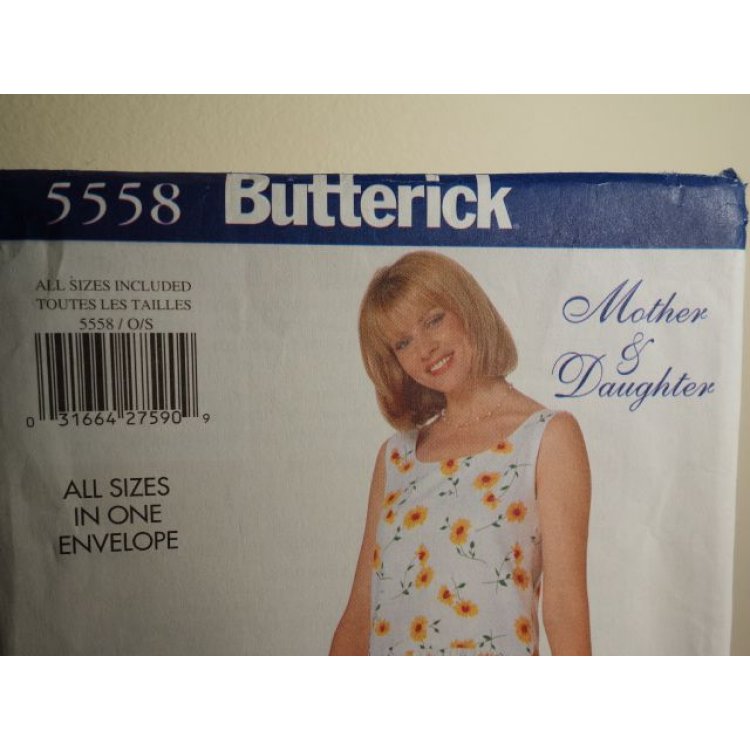 5558 Butterick
ALL SIZES INCLUDED
TOUTES LES TAILLES
5558 / O/S
0 31664 27590 9
ALL SIZES
IN ONE
ENVELOPE
Mother
&
Daughter